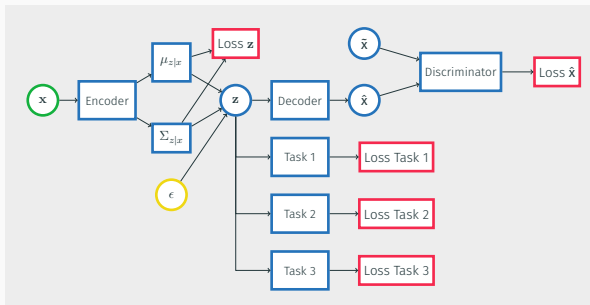 Loss z
x̃
μz|x
Discriminator
Loss x̂
x
Encoder
z
Decoder
x̂
Σz|x
Task 1
Loss Task 1
ϵ
Task 2
Loss Task 2
Task 3
Loss Task 3